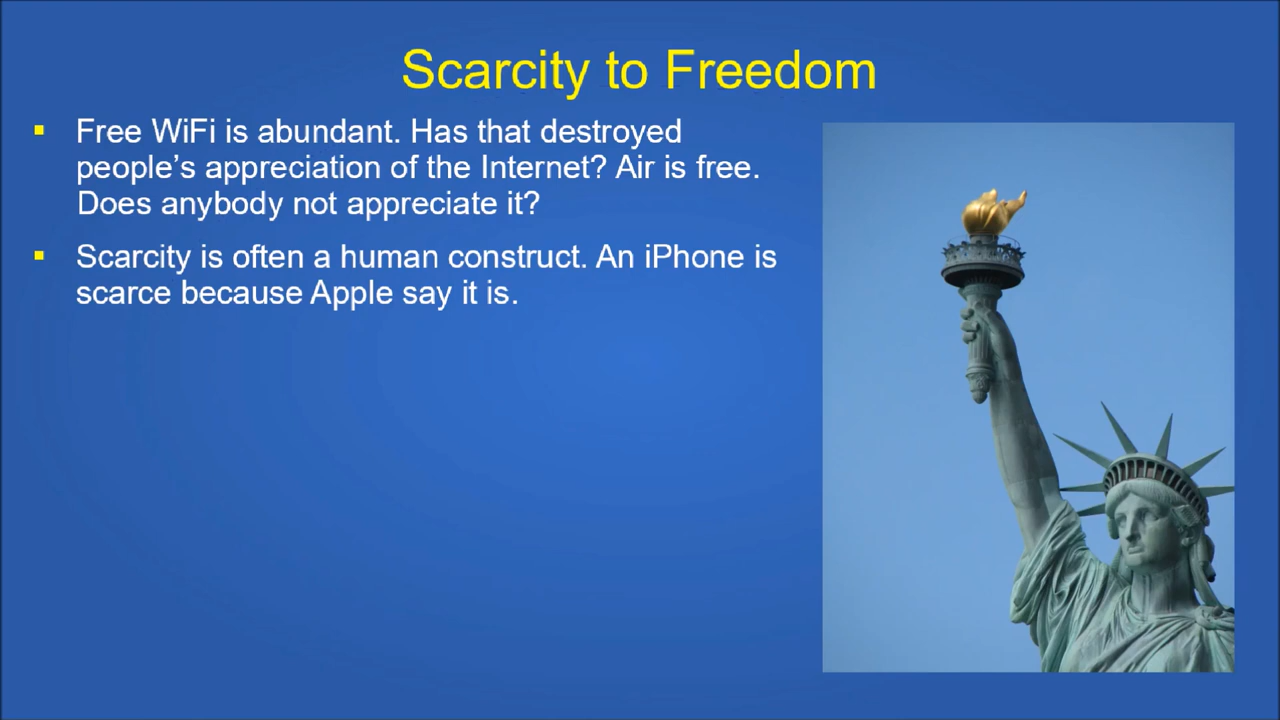 Scarcity to Freedom
Free WiFi is abundant. Has that destroyed
people’s appreciation of the Internet? Air is free.
Does anybody not appreciate it?
Scarcity is often a human construct. An iPhone is
scarce because Apple say it is.